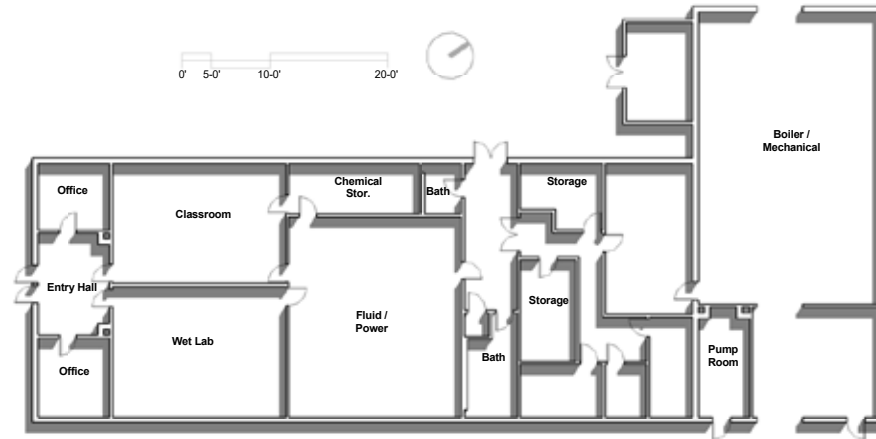 0'
5-0'
10-0'
20-0'
Boiler /
Mechanical
Office
Classroom
Chemical
Stor.
Bath
Storage
Entry Hall
Wet Lab
Fluid /
Power
Storage
Bath
Pump
Room
Office